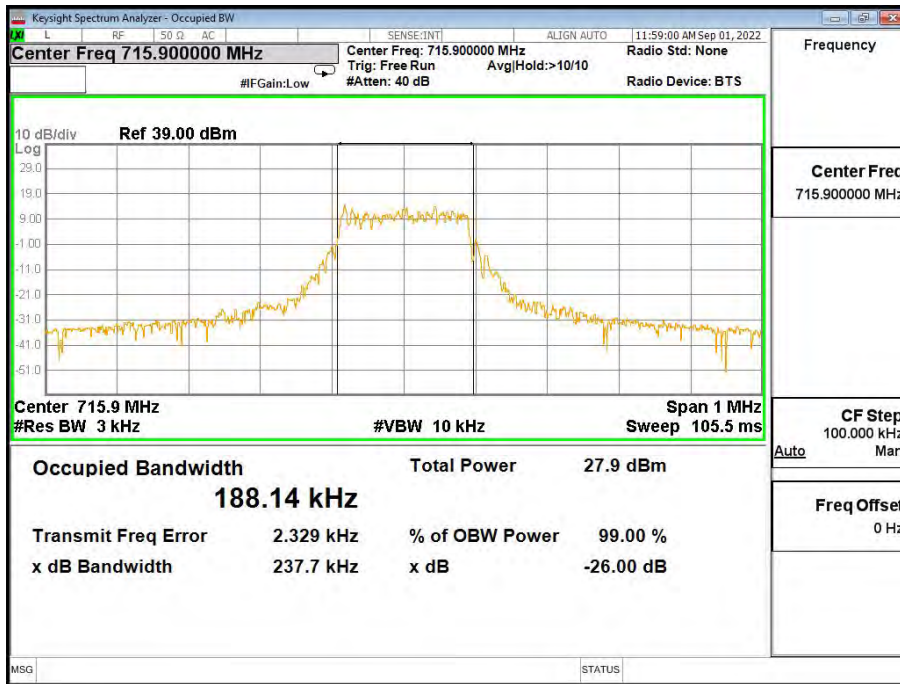 Keysight Spectrum Analyzer - Occupied BW
LXI L RF 50 Ω AC SENSE:INT ALIGN AUTO 11:59:00 AM Sep 01, 2022
Center Freq 715.900000 MHz
Center Freq: 715.900000 MHz
Radio Std: None
Trig: Free Run Avg|Hold:>10/10
#IFGain:Low #Atten: 40 dB Radio Device: BTS
10 dB/div Ref 39.00 dBm
Log
29.0
19.0
9.00
-1.00
-11.0
-21.0
-31.0
-41.0
-51.0
Center 715.9 MHz Span 1 MHz
#Res BW 3 kHz #VBW 10 kHz Sweep 105.5 ms
Occupied Bandwidth Total Power 27.9 dBm
188.14 kHz
Transmit Freq Error 2.329 kHz % of OBW Power 99.00 %
x dB Bandwidth 237.7 kHz x dB -26.00 dB
Frequency
Center Freq
715.900000 MHz
CF Step
100.000 kHz
Auto Man
Freq Offset
0 Hz
MSG STATUS